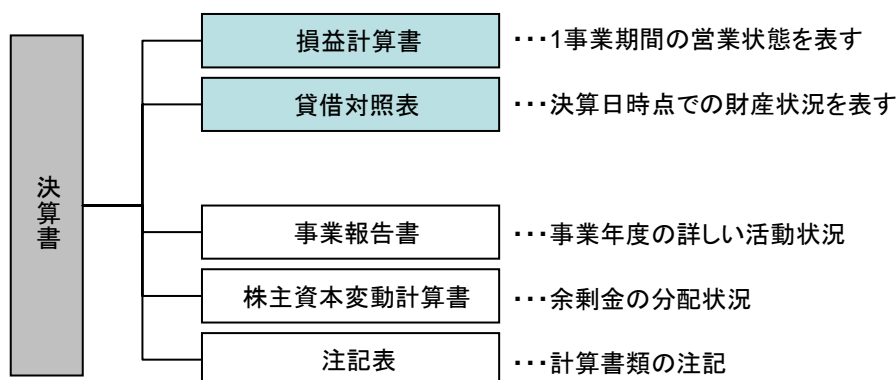 決算書
損益計算書 ・・・1事業期間の営業状態を表す
貸借対照表 ・・・決算日時点での財産状況を表す
事業報告書 ・・・事業年度の詳しい活動状況
株主資本変動計算書 ・・・余剰金の分配状況
注記表 ・・・計算書類の注記